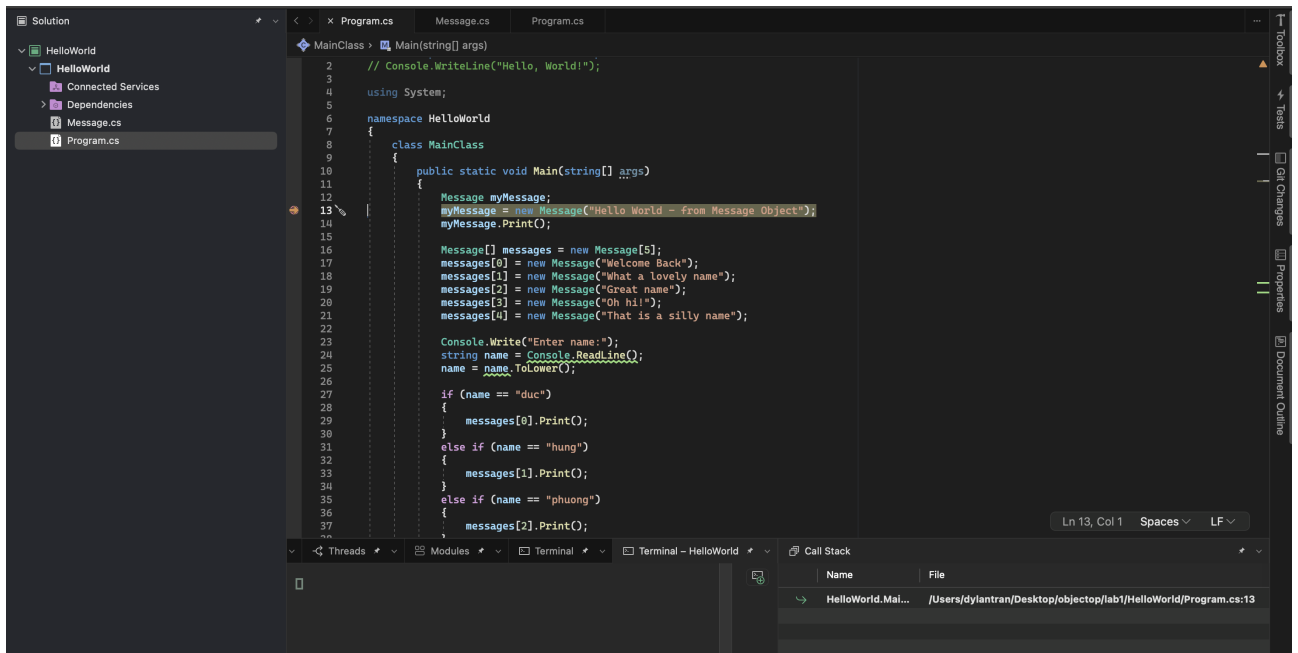 Solution
HelloWorld
HelloWorld
Connected Services
Dependencies
Message.cs
Program.cs
Program.cs
Message.cs
Program.cs
MainClass › Main(string[] args)
2 // Console.WriteLine("Hello, World!");
3
4 using System;
5
6 namespace HelloWorld
7 {
8 class MainClass
9 {
10 public static void Main(string[] args)
11 {
12 Message myMessage;
13 myMessage = new Message("Hello World - from Message Object");
14 myMessage.Print();
15
16 Message[] messages = new Message[5];
17 messages[0] = new Message("Welcome Back");
18 messages[1] = new Message("What a lovely name");
19 messages[2] = new Message("Great name");
20 messages[3] = new Message("Oh hi!");
21 messages[4] = new Message("That is a silly name");
22
23 Console.Write("Enter name:");
24 string name = Console.ReadLine();
25 name = name.ToLower();
26
27 if (name == "duc")
28 {
29 messages[0].Print();
30 }
31 else if (name == "hung")
32 {
33 messages[1].Print();
34 }
35 else if (name == "phuong")
36 {
37 messages[2].Print();
Ln 13, Col 1 Spaces LF
Toolbox
Tests
Git Changes
Properties
Document Outline
Threads
Modules
Terminal
Terminal – HelloWorld
Call Stack
Name File
HelloWorld.Mai... /Users/dylantran/Desktop/objectop/lab1/HelloWorld/Program.cs:13